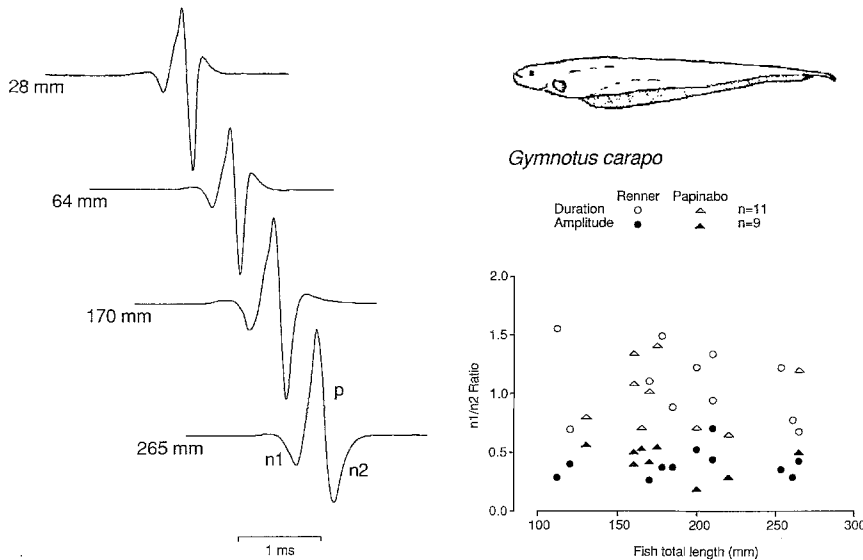 28 mm
64 mm
170 mm
265 mm
n1
p
n2
1 ms
Gymnotus carapo
Renner Papinabo
Duration ○ △ n=11
Amplitude ● ▲ n=9
n1/n2 Ratio
2.0
1.5
1.0
0.5
0.0
100 150 200 250 300
Fish total length (mm)